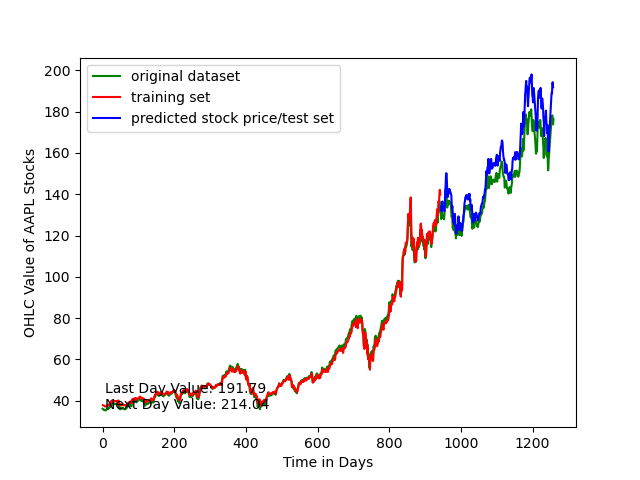 original dataset
training set
predicted stock price/test set
200
180
160
140
120
100
80
60
40
OHLC Value of AAPL Stocks
Last Day Value: 191.79
Next Day Value: 214.04
0 200 400 600 800 1000 1200
Time in Days